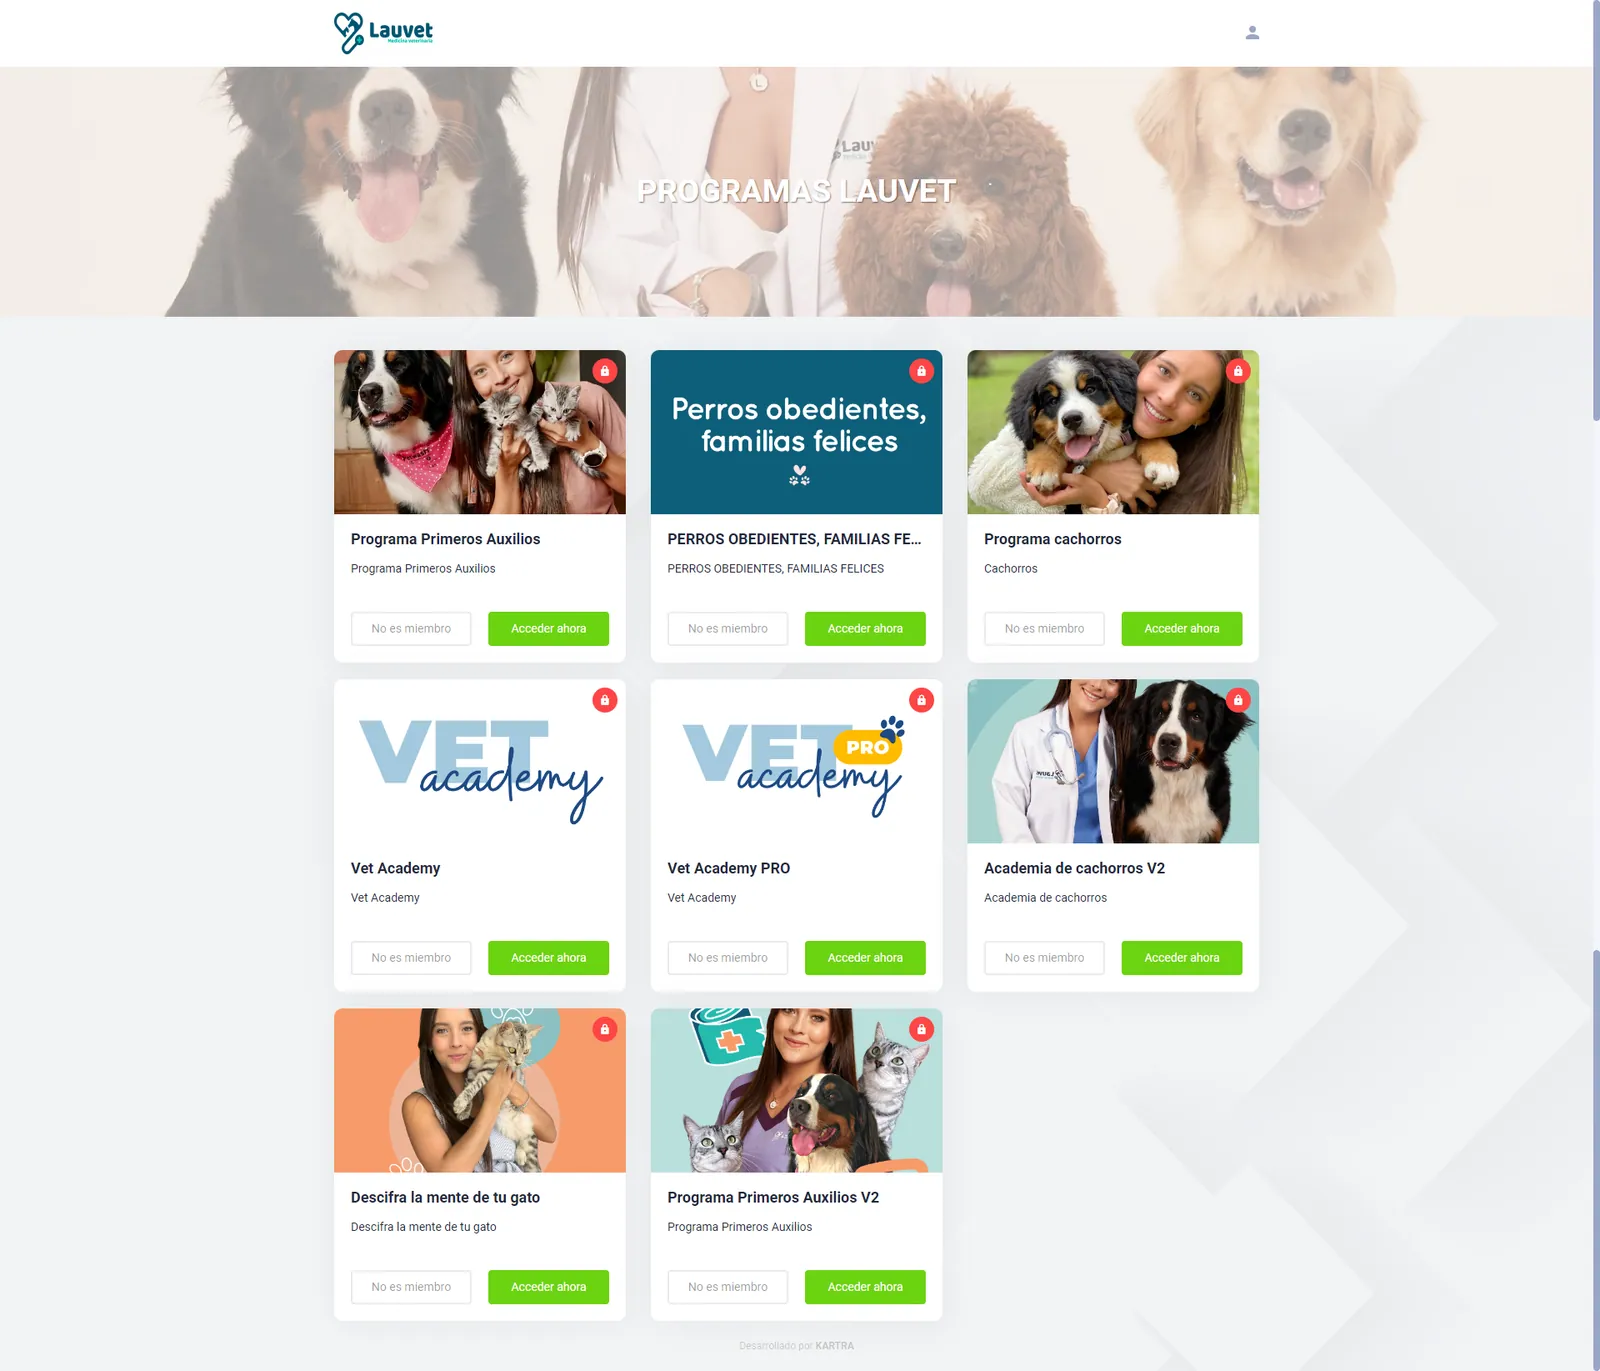 Lauvet
Medicina Veterinaria
PROGRAMAS LAUVET
Perros obedientes,
familias felices
Programa Primeros Auxilios
Programa Primeros Auxilios
No es miembro
Acceder ahora
PERROS OBEDIENTES, FAMILIAS FE...
PERROS OBEDIENTES, FAMILIAS FELICES
No es miembro
Acceder ahora
Programa cachorros
Cachorros
No es miembro
Acceder ahora
VET
academy
Vet Academy
Vet Academy
No es miembro
Acceder ahora
VET
PRO
academy
Vet Academy PRO
Vet Academy
No es miembro
Acceder ahora
Academia de cachorros V2
Academia de cachorros
No es miembro
Acceder ahora
Descifra la mente de tu gato
Descifra la mente de tu gato
No es miembro
Acceder ahora
Programa Primeros Auxilios V2
Programa Primeros Auxilios
No es miembro
Acceder ahora
Desarrollado por KARTRA